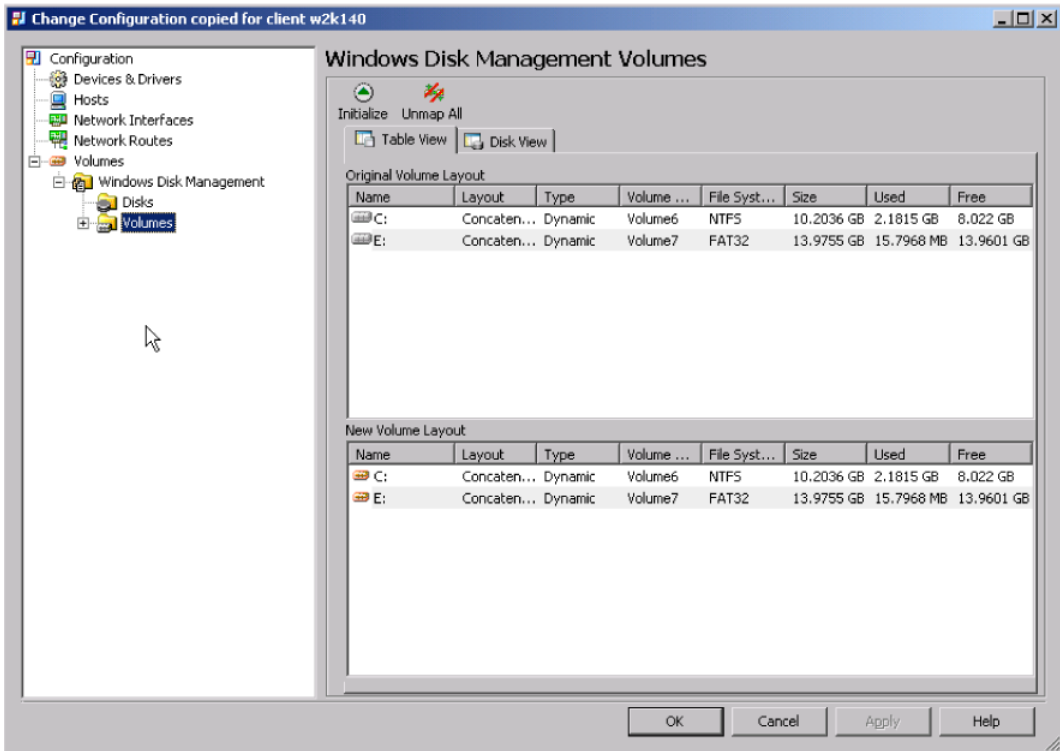 Change Configuration copied for client w2k140
Configuration
Devices & Drivers
Hosts
Network Interfaces
Network Routes
Volumes
Windows Disk Management
Disks
Volumes
Windows Disk Management Volumes
Initialize Unmap All
Table View Disk View
Original Volume Layout
Name Layout Type Volume ... File Syst... Size Used Free
C: Concaten... Dynamic Volume6 NTFS 10.2036 GB 2.1815 GB 8.022 GB
E: Concaten... Dynamic Volume7 FAT32 13.9755 GB 15.7968 MB 13.9601 GB
New Volume Layout
Name Layout Type Volume ... File Syst... Size Used Free
C: Concaten... Dynamic Volume6 NTFS 10.2036 GB 2.1815 GB 8.022 GB
E: Concaten... Dynamic Volume7 FAT32 13.9755 GB 15.7968 MB 13.9601 GB
OK Cancel Apply Help